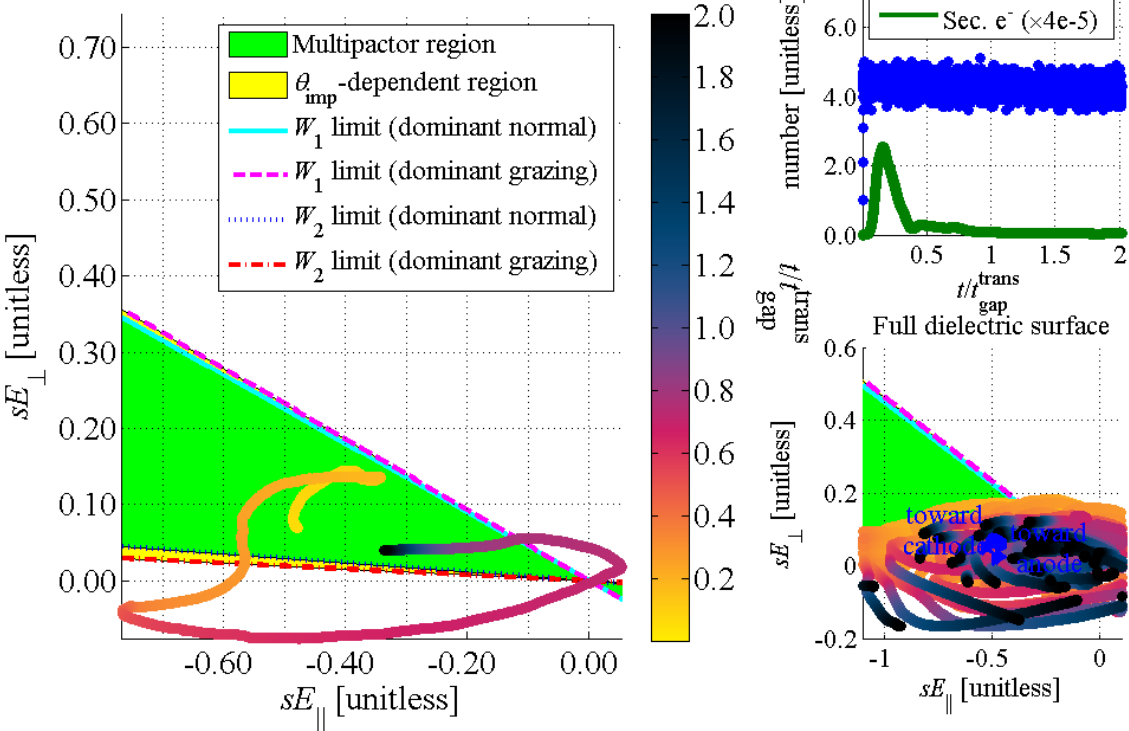 0.70
0.60
0.50
0.40
0.30
0.20
0.10
0.00
sE⊥ [unitless]
-0.60
-0.40
-0.20
0.00
sE|| [unitless]
Multipactor region
θimp-dependent region
W1 limit (dominant normal)
W1 limit (dominant grazing)
W2 limit (dominant normal)
W2 limit (dominant grazing)
2.0
1.8
1.6
1.4
1.2
1.0
0.8
0.6
0.4
0.2
t/t trans gap
Sec. e- (×4e-5)
number [unitless]
6.0
4.0
2.0
0.0
0.5
1
1.5
2
t/t trans gap
Full dielectric surface
0.6
0.4
0.2
0
-0.2
sE⊥ [unitless]
toward
cathode
toward
anode
-1
-0.5
0
sE|| [unitless]